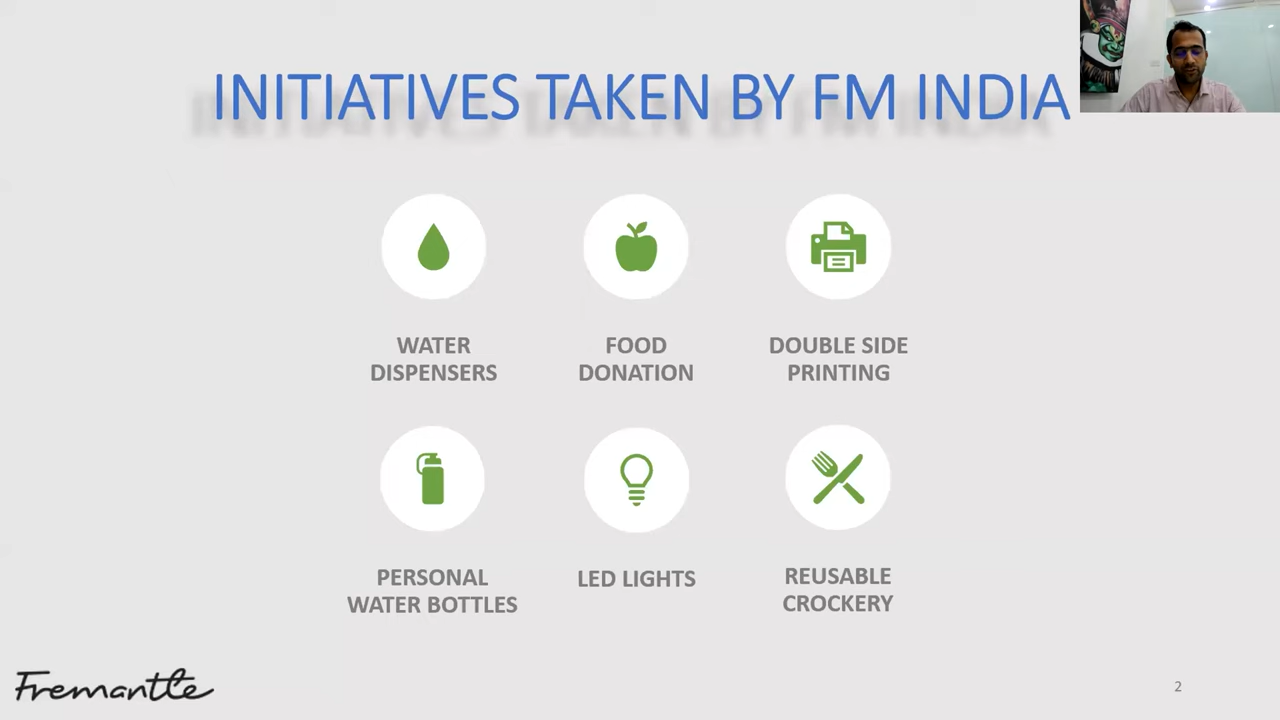 INITIATIVES TAKEN BY FM INDIA
WATER
DISPENSERS
FOOD
DONATION
DOUBLE SIDE
PRINTING
PERSONAL
WATER BOTTLES
LED LIGHTS
REUSABLE
CROCKERY
Fremantle
2